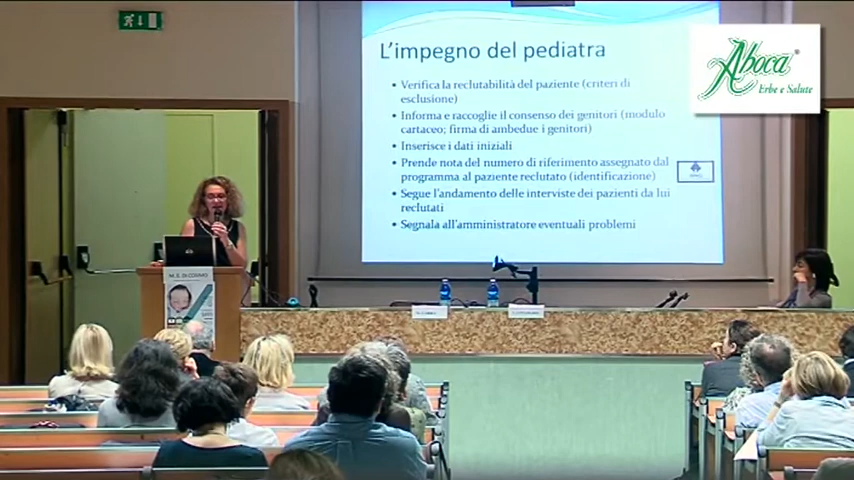 L'impegno del pediatra
• Verifica la reclutabilità del paziente (criteri di
esclusione)
• Informa e raccoglie il consenso dei genitori (modulo
cartaceo; firma di ambedue i genitori)
• Inserisce i dati iniziali
• Prende nota del numero di riferimento assegnato dal
programma al paziente reclutato (identificazione)
• Segue l'andamento delle interviste dei pazienti da lui
reclutati
• Segnala all'amministratore eventuali problemi
Aboca®
Erbe e Salute
M. S. DI COSIMO